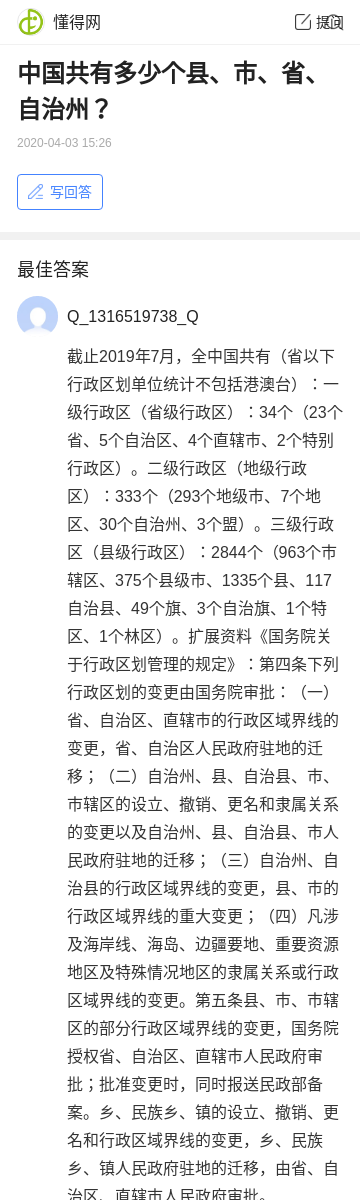 懂得网
提问
中国共有多少个县、市、省、
自治州？
2020-04-03 15:26
写回答
最佳答案
Q_1316519738_Q
截止2019年7月，全中国共有（省以下
行政区划单位统计不包括港澳台）：一
级行政区（省级行政区）：34个（23个
省、5个自治区、4个直辖市、2个特别
行政区）。二级行政区（地级行政
区）：333个（293个地级市、7个地
区、30个自治州、3个盟）。三级行政
区（县级行政区）：2844个（963个市
辖区、375个县级市、1335个县、117
自治县、49个旗、3个自治旗、1个特
区、1个林区）。扩展资料《国务院关
于行政区划管理的规定》：第四条下列
行政区划的变更由国务院审批：（一）
省、自治区、直辖市的行政区域界线的
变更，省、自治区人民政府驻地的迁
移；（二）自治州、县、自治县、市、
市辖区的设立、撤销、更名和隶属关系
的变更以及自治州、县、自治县、市人
民政府驻地的迁移；（三）自治州、自
治县的行政区域界线的变更，县、市的
行政区域界线的重大变更；（四）凡涉
及海岸线、海岛、边疆要地、重要资源
地区及特殊情况地区的隶属关系或行政
区域界线的变更。第五条县、市、市辖
区的部分行政区域界线的变更，国务院
授权省、自治区、直辖市人民政府审
批；批准变更时，同时报送民政部备
案。乡、民族乡、镇的设立、撤销、更
名和行政区域界线的变更，乡、民族
乡、镇人民政府驻地的迁移，由省、自
治区、直辖市人民政府审批。